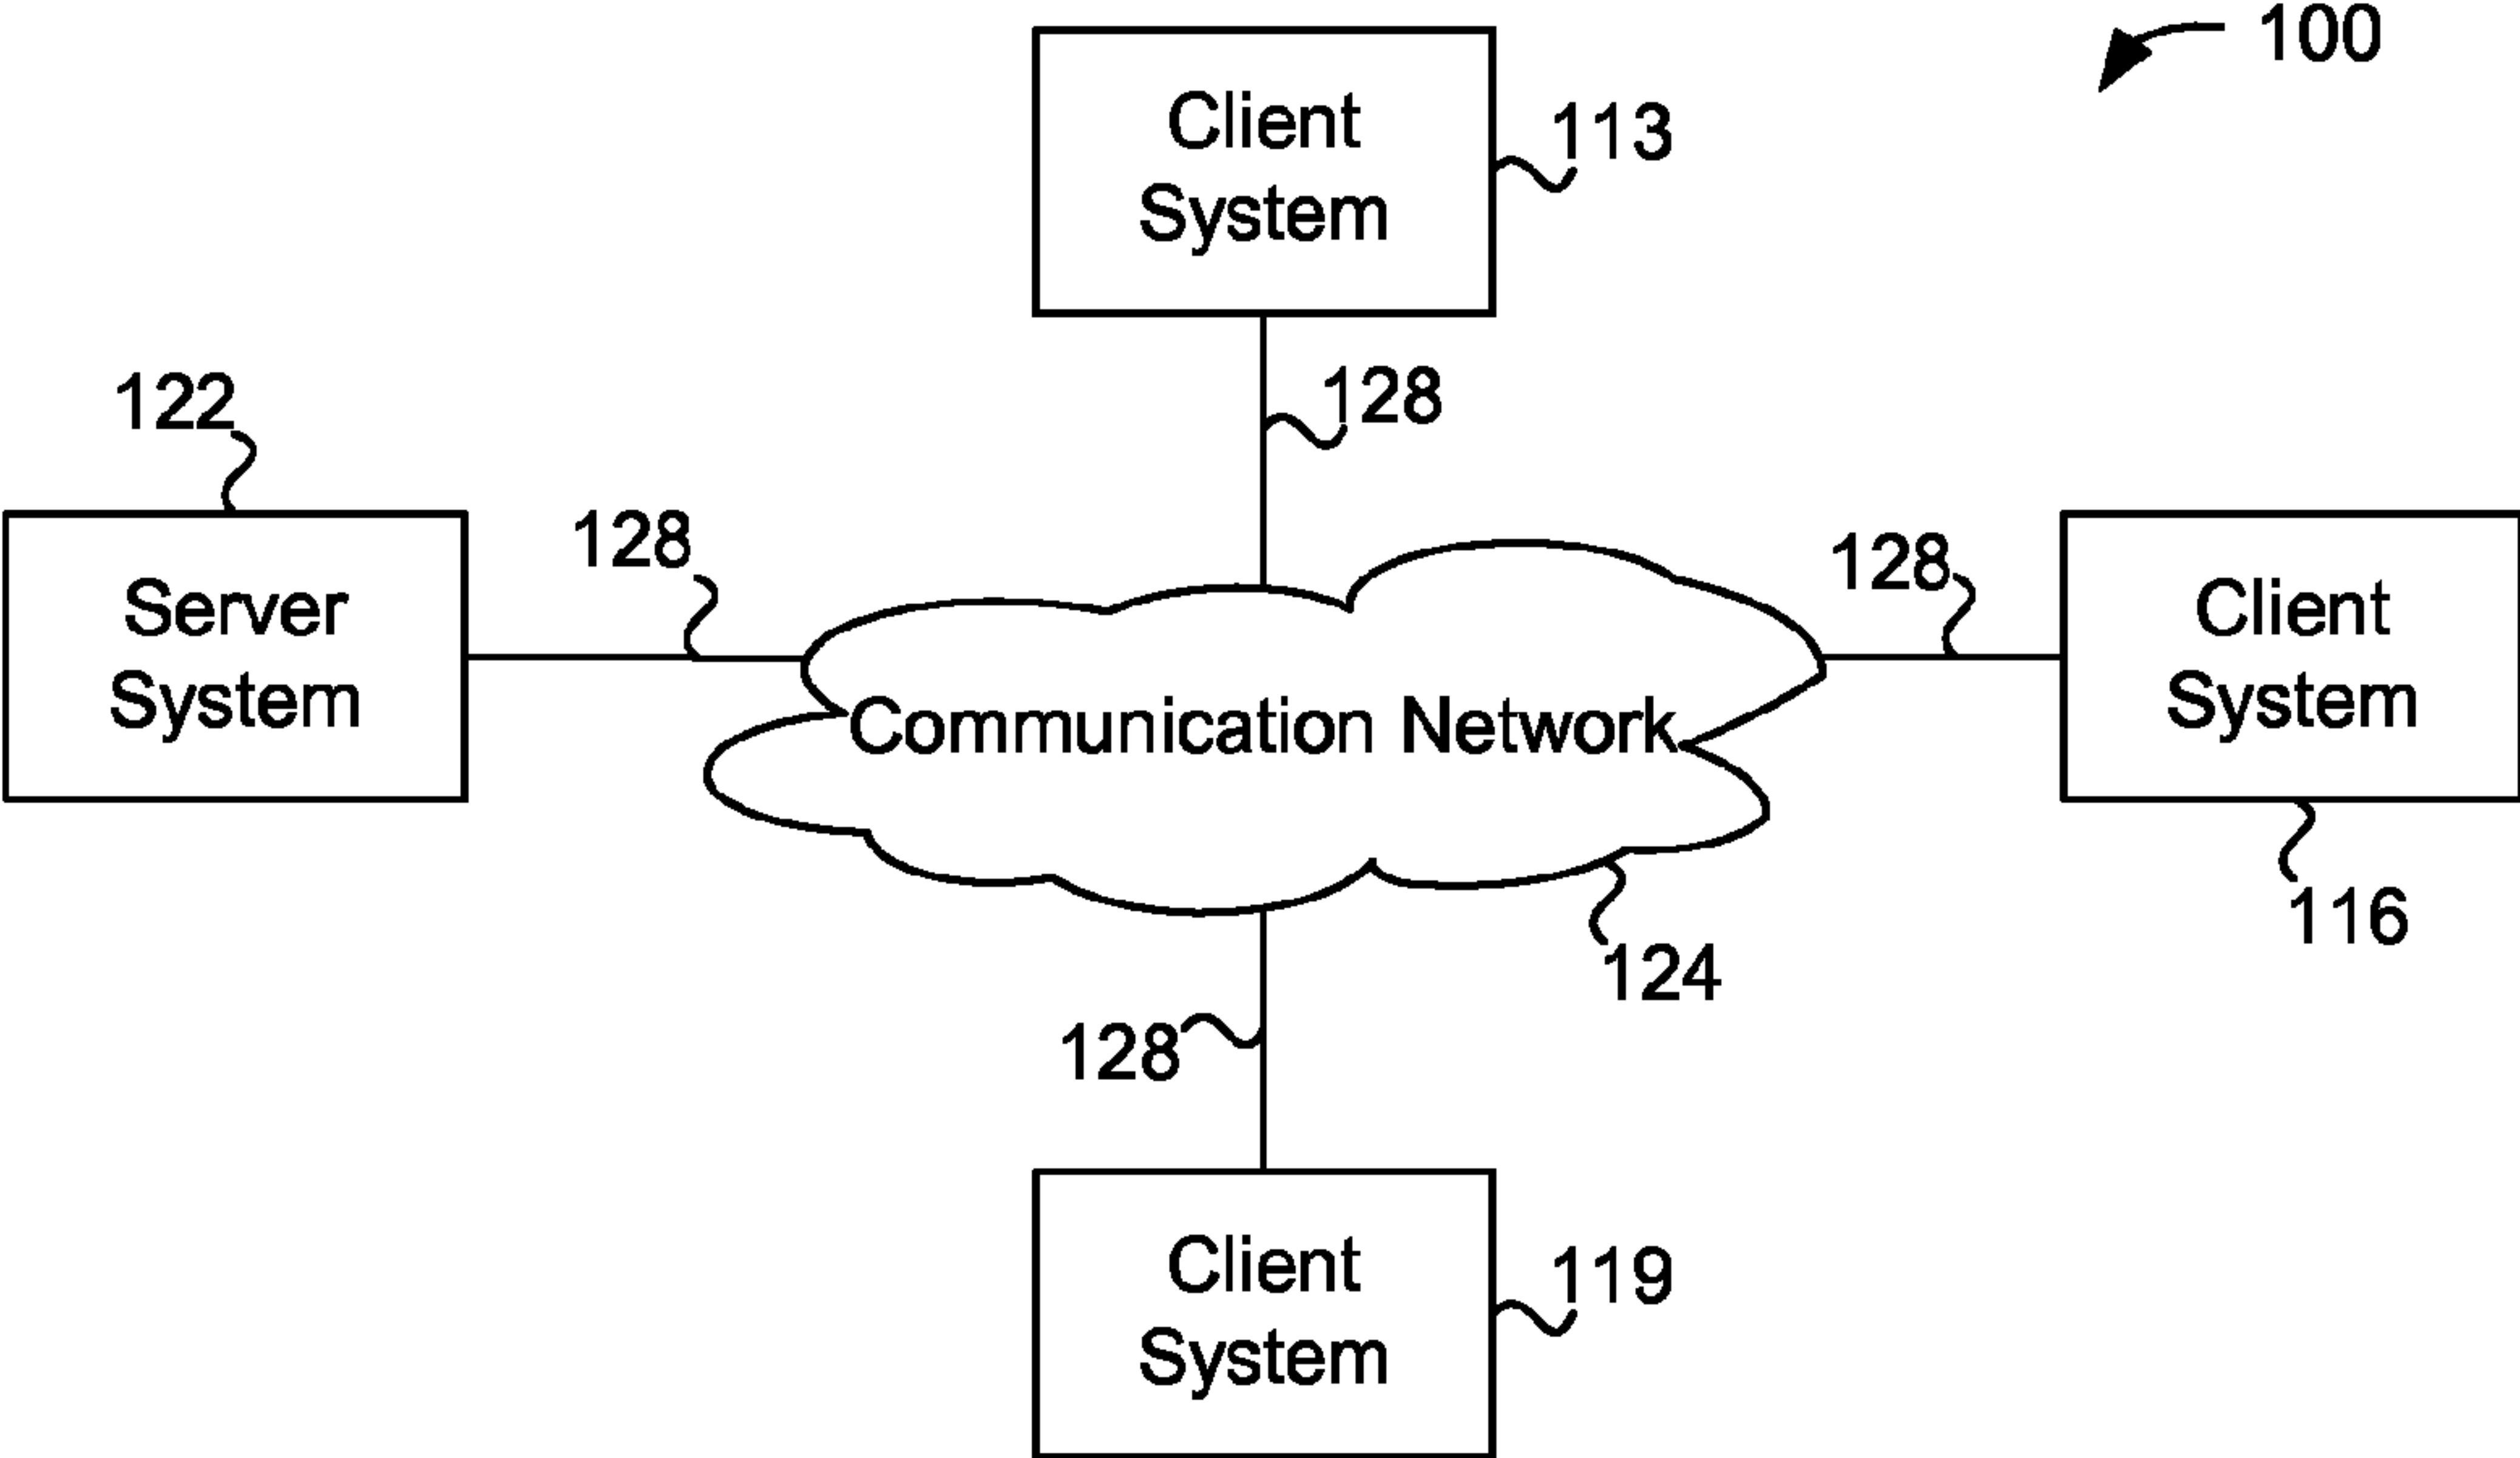 100
Client
System
113
128
122
Server
System
128
128
Client
System
116
Communication Network
124
128
Client
System
119